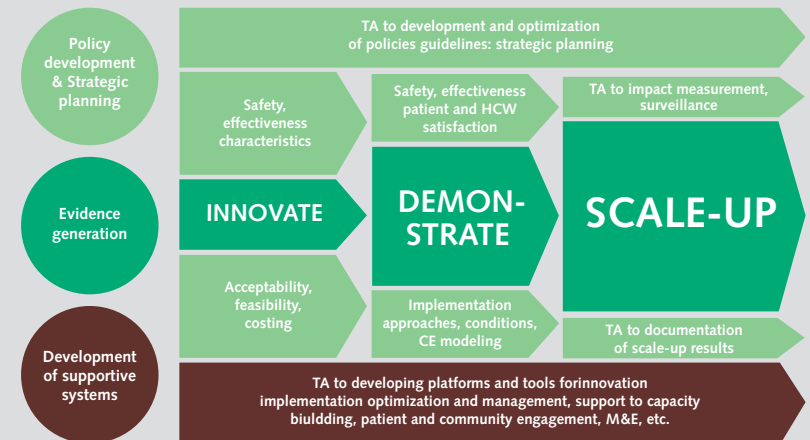 Policy
development
& Strategic
planning
TA to development and optimization
of policies guidelines: strategic planning
Safety,
effectiveness
characteristics
Safety, effectiveness
patient and HCW
satisfaction
TA to impact measurement,
surveillance
Evidence
generation
INNOVATE
DEMON-
STRATE
SCALE-UP
Acceptability,
feasibility,
costing
Implementation
approaches, conditions,
CE modeling
TA to documentation
of scale-up results
Development
of supportive
systems
TA to developing platforms and tools forinnovation
implementation optimization and management, support to capacity
biuldding, patient and community engagement, M&E, etc.